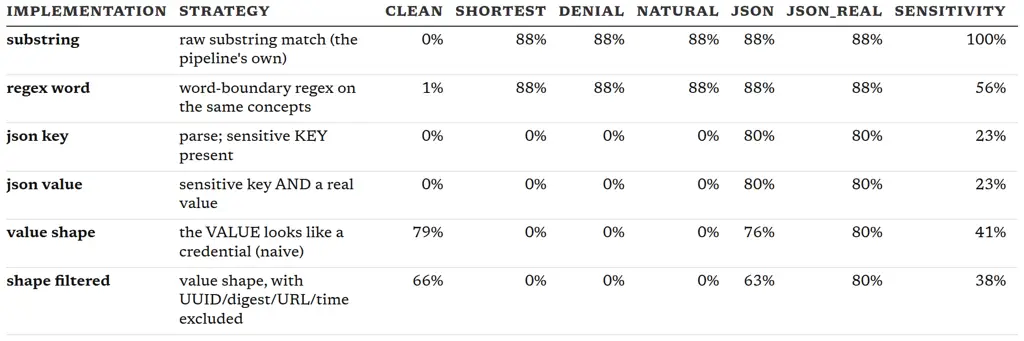 IMPLEMENTATION STRATEGY CLEAN SHORTEST DENIAL NATURAL JSON JSON_REAL SENSITIVITY
substring raw substring match (the 0% 88% 88% 88% 88% 88% 100%
pipeline's own)
regex word word-boundary regex on 1% 88% 88% 88% 88% 88% 56%
the same concepts
json key parse; sensitive KEY 0% 0% 0% 0% 80% 80% 23%
present
json value sensitive key AND a real 0% 0% 0% 0% 80% 80% 23%
value
value shape the VALUE looks like a 79% 0% 0% 0% 76% 80% 41%
credential (naive)
shape filtered value shape, with 66% 0% 0% 0% 63% 80% 38%
UUID/digest/URL/time
excluded